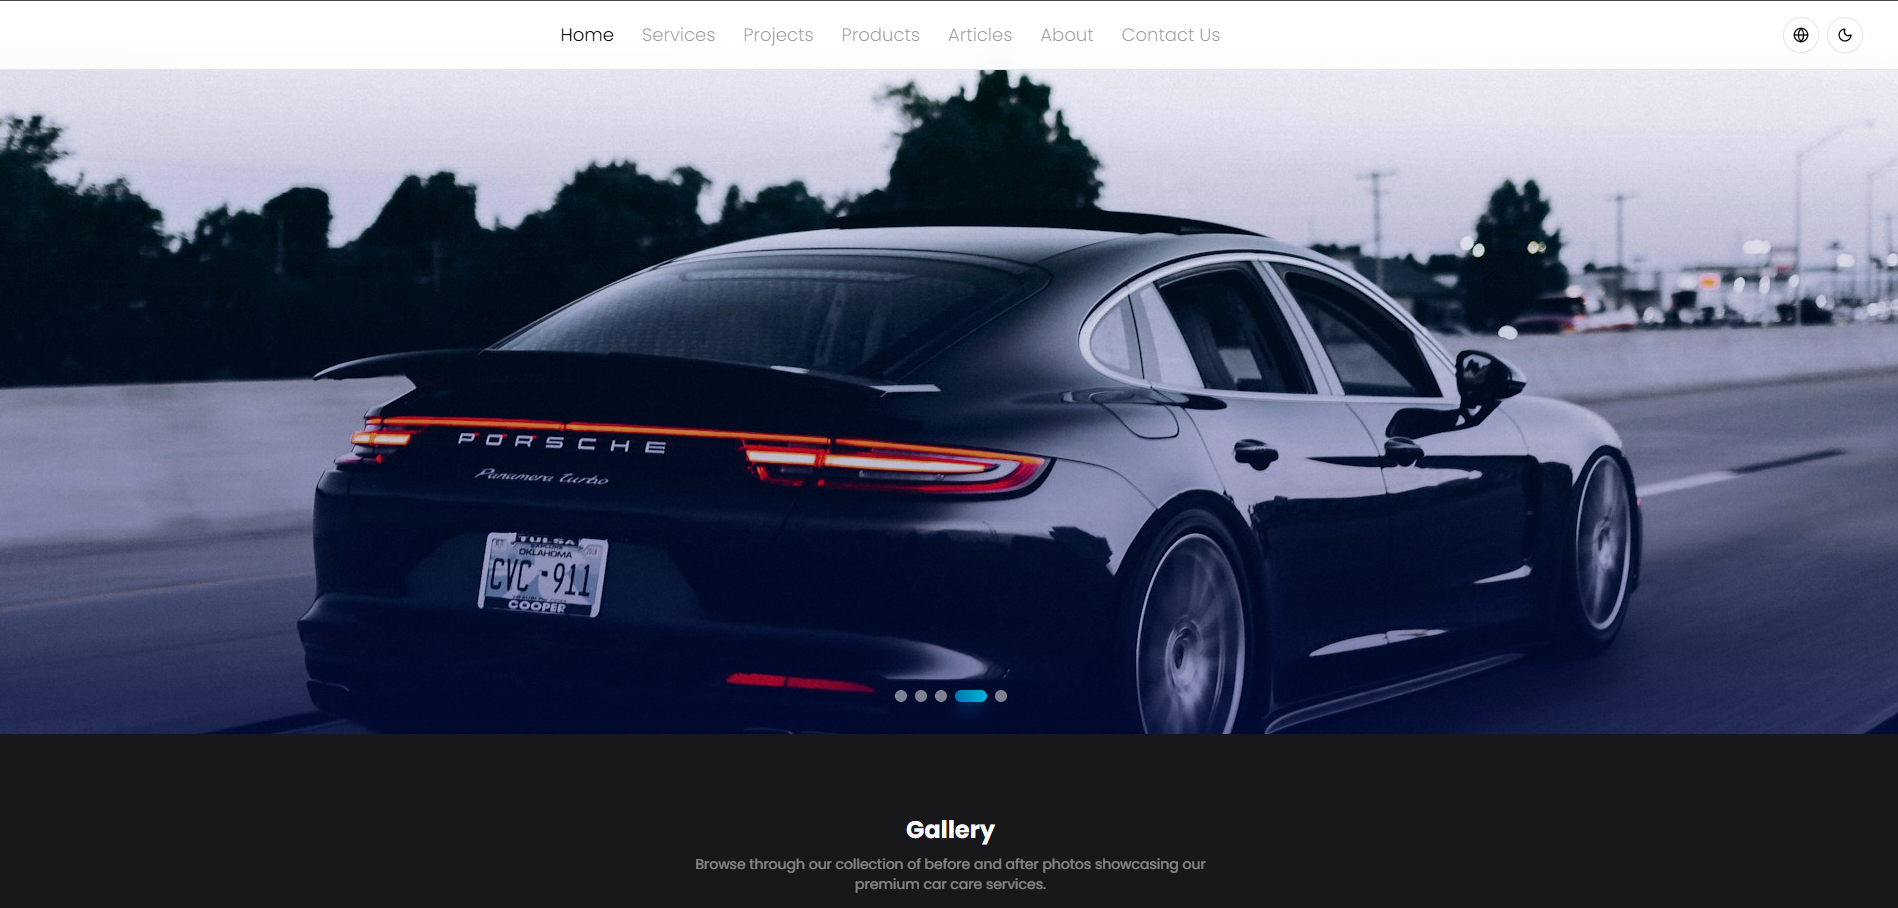 Home Services Projects Products Articles About Contact Us
PORSCHE
Panamera turbo
TULSA
EXPLORE
OKLAHOMA
CVC-911
COOPER
Gallery
Browse through our collection of before and after photos showcasing our
premium car care services.